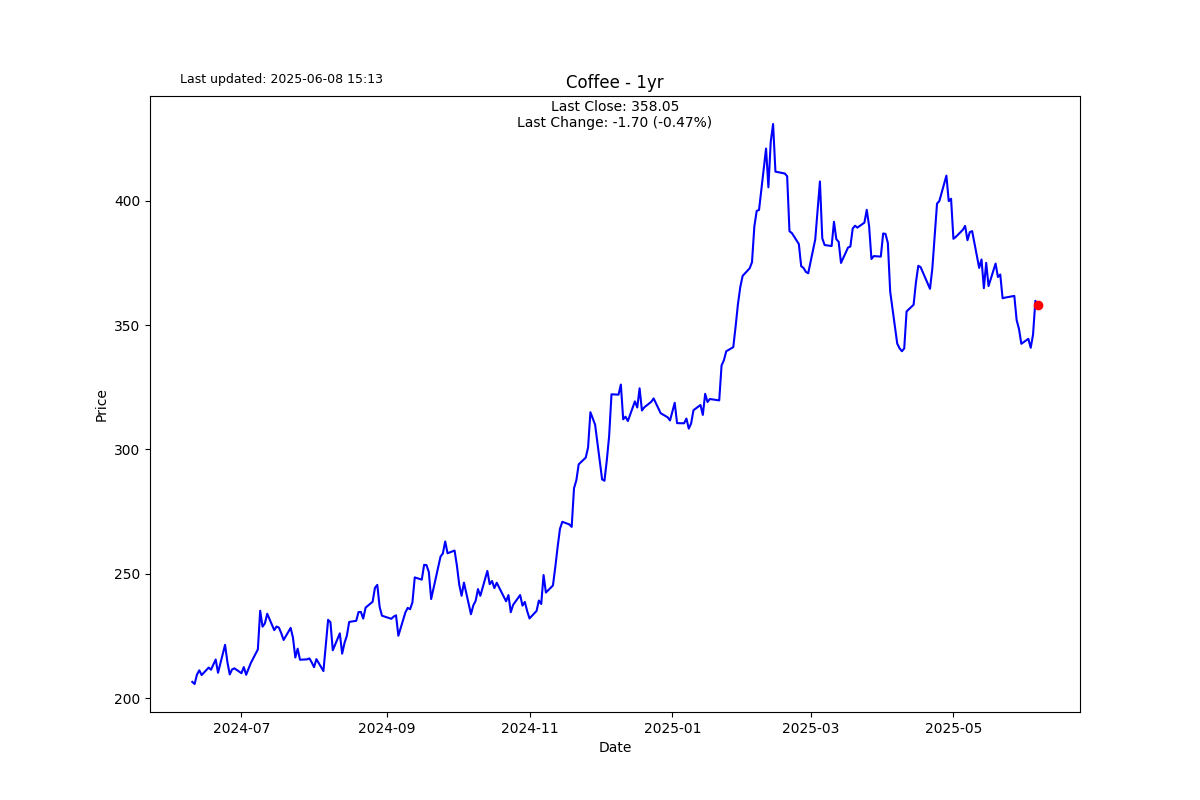 Last updated: 2025-06-08 15:13
Coffee - 1yr
Last Close: 358.05
Last Change: -1.70 (-0.47%)
400
350
300
250
200
Price
2024-07
2024-09
2024-11
2025-01
2025-03
2025-05
Date